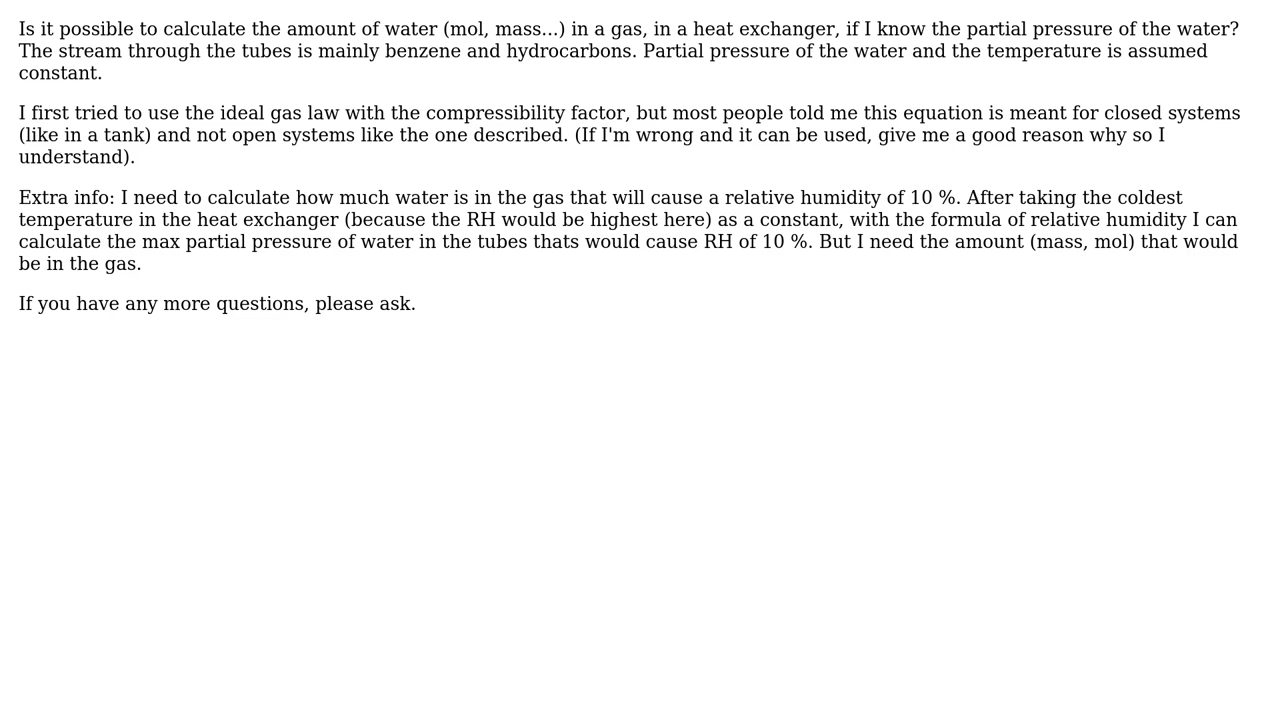 Is it possible to calculate the amount of water (mol, mass...) in a gas, in a heat exchanger, if I know the partial pressure of the water?
The stream through the tubes is mainly benzene and hydrocarbons. Partial pressure of the water and the temperature is assumed
constant.
I first tried to use the ideal gas law with the compressibility factor, but most people told me this equation is meant for closed systems
(like in a tank) and not open systems like the one described. (If I'm wrong and it can be used, give me a good reason why so I
understand).
Extra info: I need to calculate how much water is in the gas that will cause a relative humidity of 10 %. After taking the coldest
temperature in the heat exchanger (because the RH would be highest here) as a constant, with the formula of relative humidity I can
calculate the max partial pressure of water in the tubes thats would cause RH of 10 %. But I need the amount (mass, mol) that would
be in the gas.
If you have any more questions, please ask.